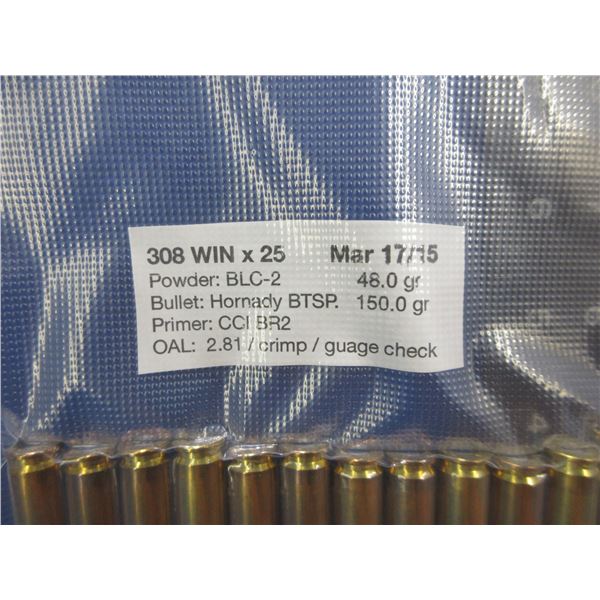 308 WIN x 25 Mar 17/15
Powder: BLC-2 48.0 gr
Bullet: Hornady BTSP. 150.0 gr
Primer: CCI BR2
OAL: 2.81 / crimp / guage check